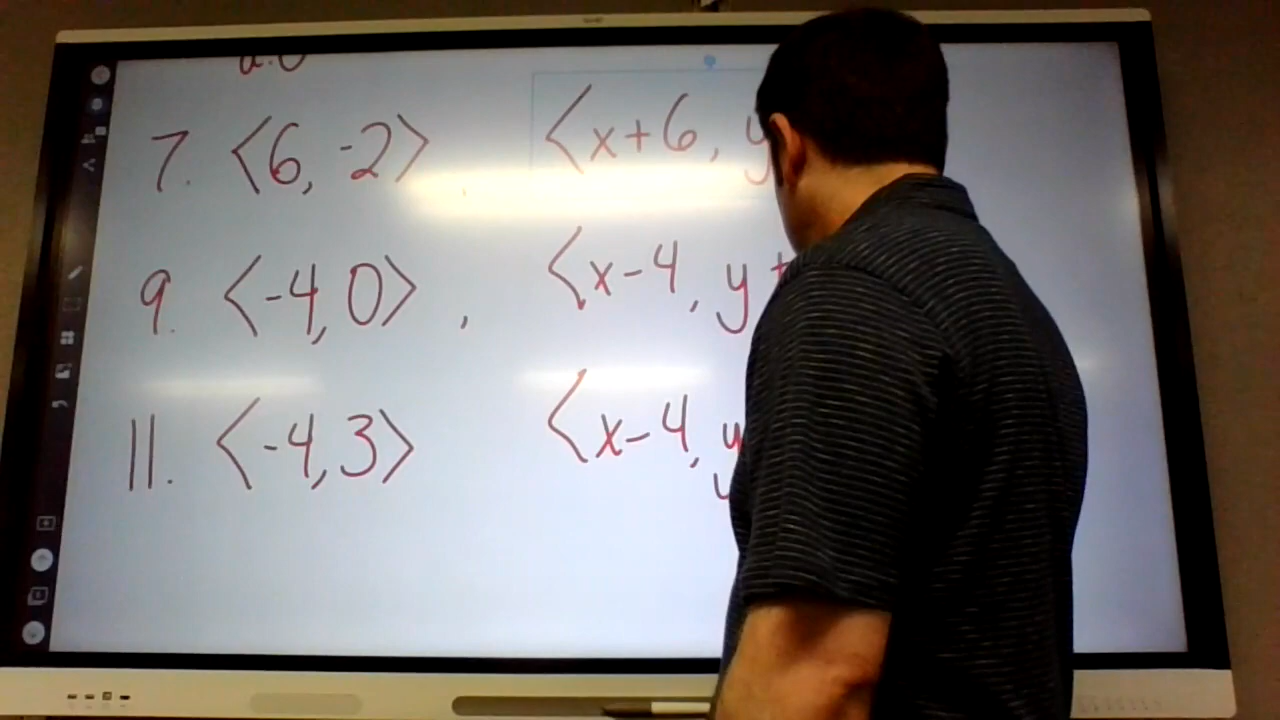 7. <6, -2> , <x+6, y
9. <-4, 0> , <x-4, y +
11. <-4, 3> <x-4, y